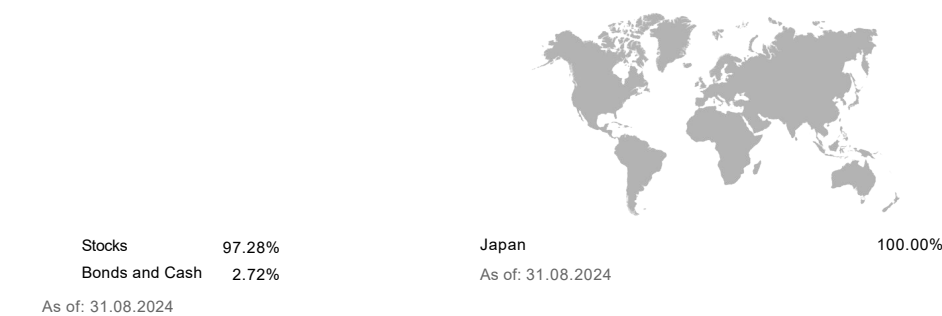 Stocks 97.28%
Bonds and Cash 2.72%
As of: 31.08.2024
Japan 100.00%
As of: 31.08.2024